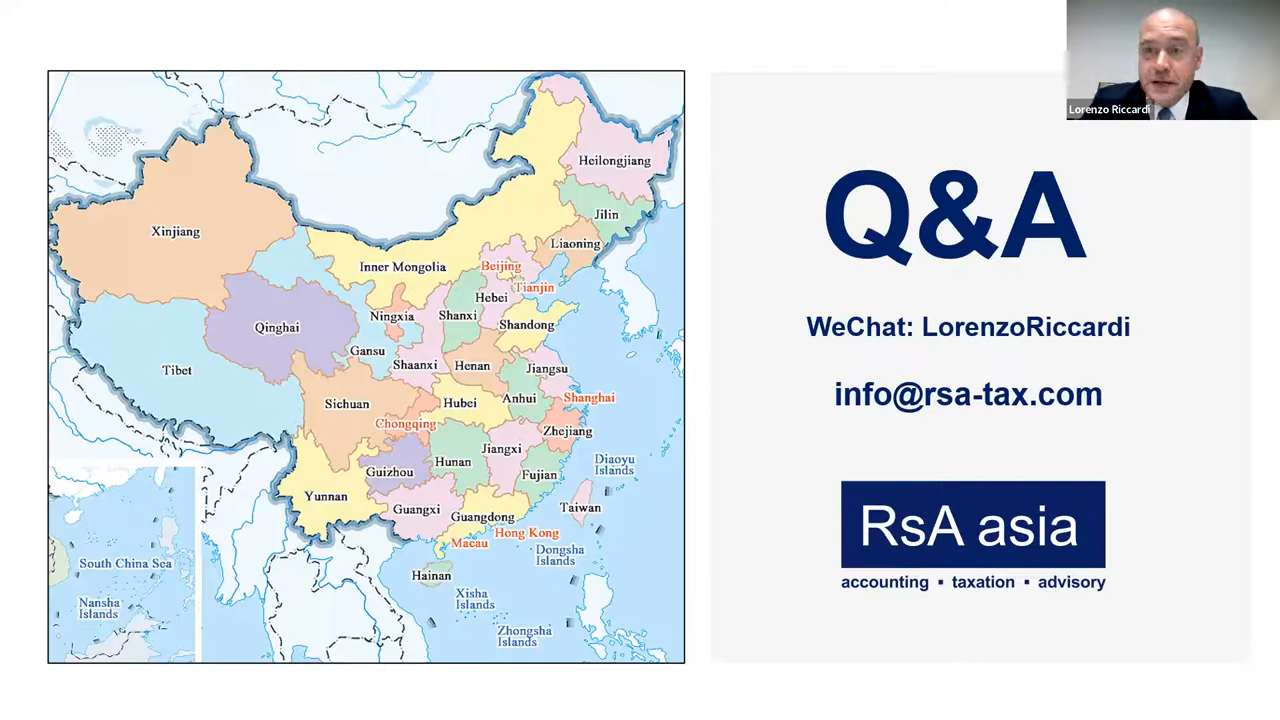 Lorenzo Riccardi
Heilongjiang
Jilin
Xinjiang
Liaoning
Inner Mongolia
Beijing
Tianjin
Hebei
Ningxia
Shanxi
Qinghai
Shandong
Gansu
Shaanxi
Henan
Tibet
Jiangsu
Sichuan
Hubei
Anhui
Shanghai
Chongqing
Zhejiang
Jiangxi
Hunan
Diaoyu
Islands
Guizhou
Fujian
Yunnan
Guangxi
Guangdong
Taiwan
Hong Kong
Macau
Dongsha
Islands
Hainan
South China Sea
Xisha
Islands
Nansha
Islands
Zhongsha
Islands
Q&A
WeChat: LorenzoRiccardi
info@rsa-tax.com
RsA asia
accounting ▪ taxation ▪ advisory